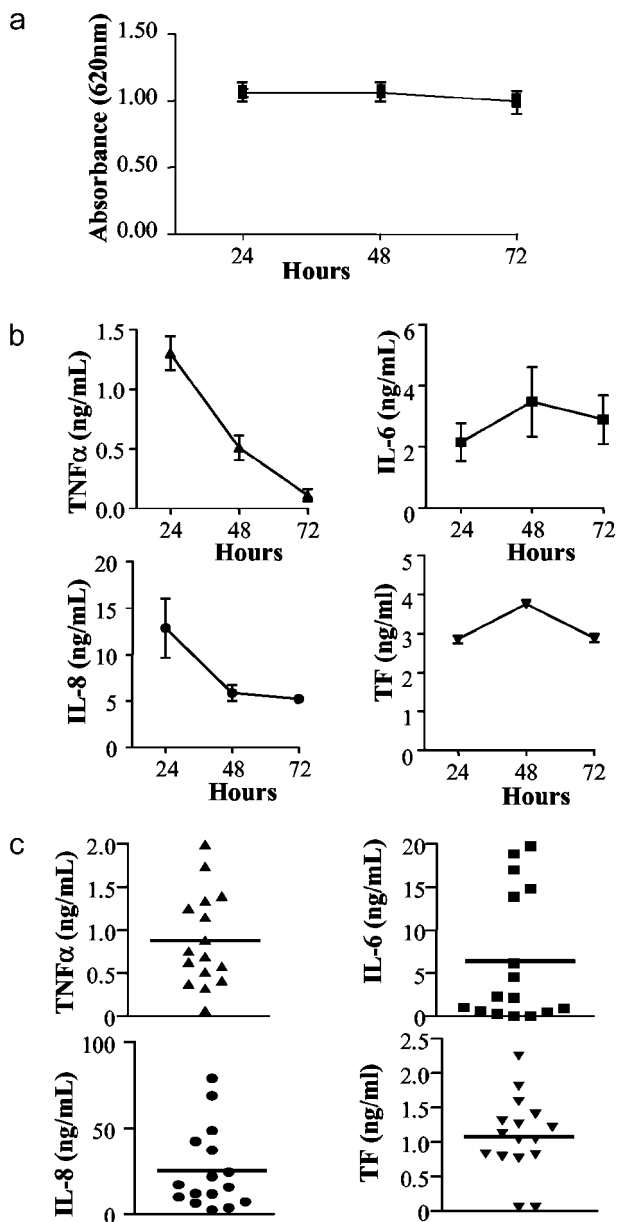 a
Absorbance (620nm)
1.50
1.00
0.50
0.00
24 48 72
Hours
b
TNFα (ng/mL)
1.5
1.0
0.5
0.0
24 48 72
Hours
IL-6 (ng/mL)
6
4
2
0
24 48 72
Hours
IL-8 (ng/mL)
20
15
10
5
0
24 48 72
Hours
TF (ng/ml)
5
4
3
2
1
0
24 48 72
Hours
c
TNFα (ng/mL)
2.0
1.5
1.0
0.5
0
IL-6 (ng/mL)
20
15
10
5
0
IL-8 (ng/mL)
100
50
0
TF (ng/ml)
2.5
2.0
1.5
1.0
0.5
0